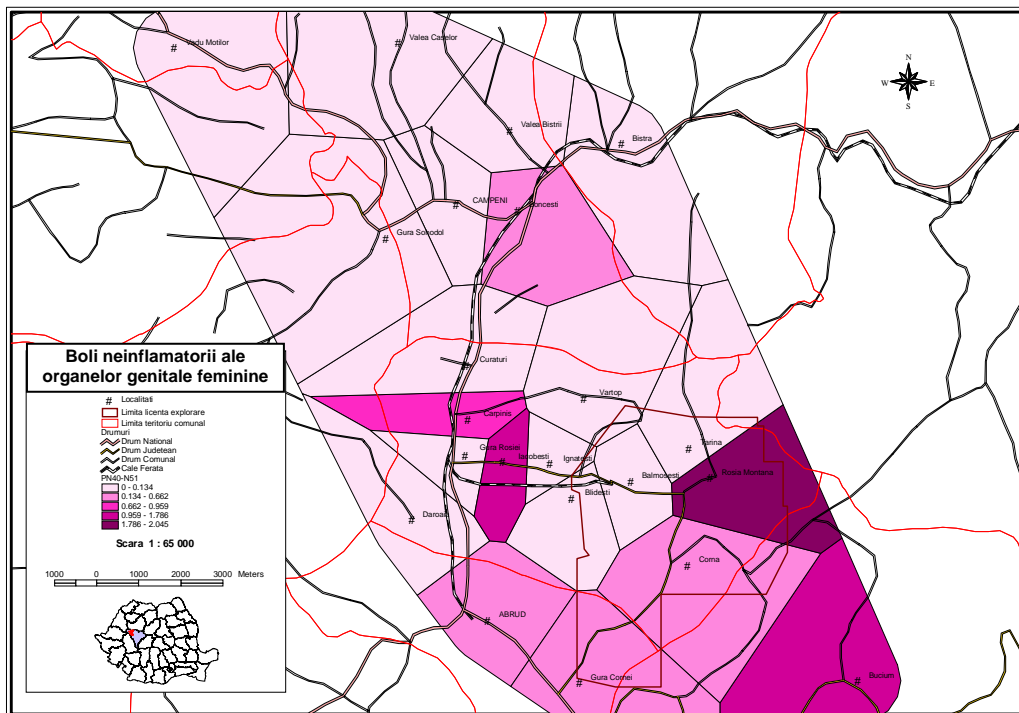 Vadu Motilor
Valea Caselor
N
W E
S
Valea Bistrii
Bistra
CAMPENI
Boncesti
Gura Sohodol
Boli neinflamatorii ale
organelor genitale feminine
# Localitati
Limita licenta explorare
Limita teritoriu comunal
Drumuri
Drum National
Drum Judetean
Drum Comunal
Cale Ferata
PN40-N51
0 - 0.134
0.134 - 0.662
0.662 - 0.959
0.959 - 1.786
1.786 - 2.045
Scara 1 : 65 000
1000 0 1000 2000 3000 Meters
Curaturi
Vartop
Carpinis
Gura Rosiei
Iacobesti
Ignatesti
Tarina
Balmosesti
Rosia Montana
Blidesti
Daroaia
Corna
ABRUD
Gura Cornei
Bucium